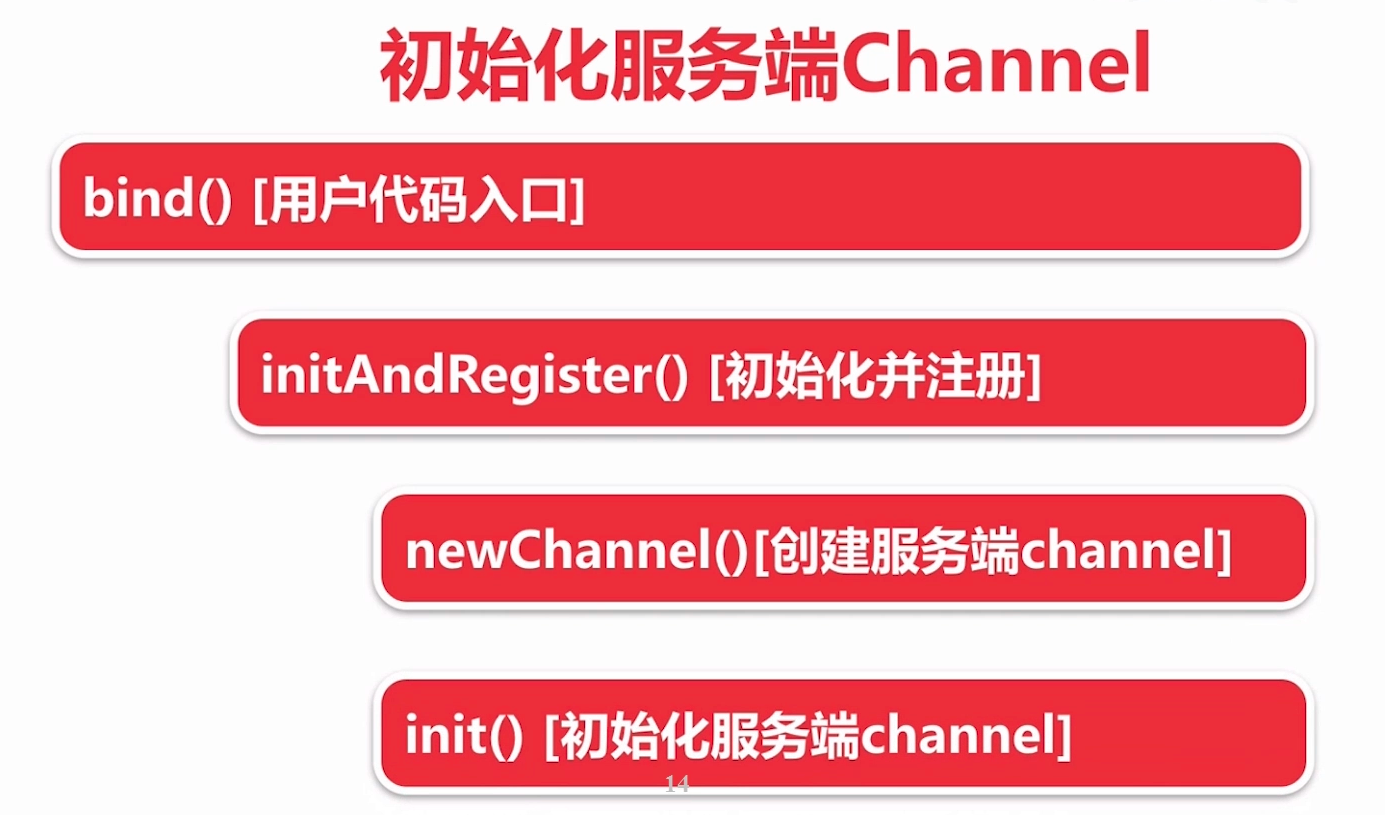 初始化服务端Channel
bind() [用户代码入口]
initAndRegister() [初始化并注册]
newChannel()[创建服务端channel]
init() [初始化服务端channel]
14